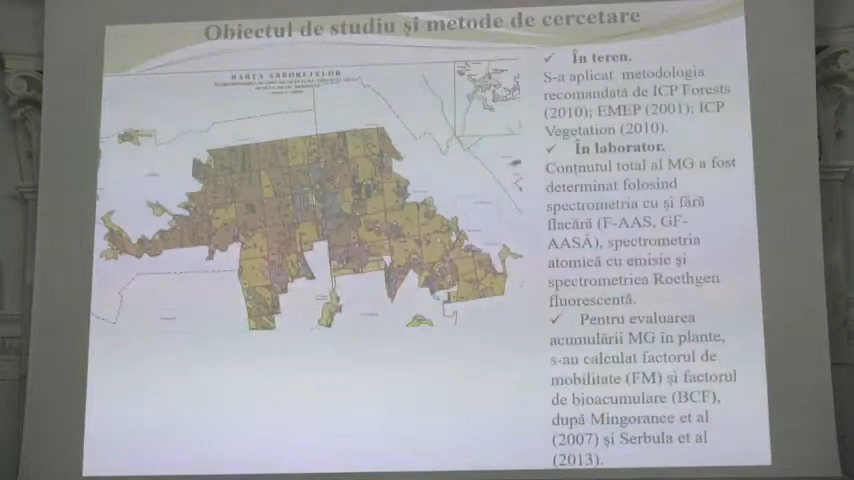 Obiectul de studiu și metode de cercetare
HARTA ARBORETELOR
✓ În teren.
S-a aplicat metodologia
recomandată de ICP Forests
(2010); EMEP (2001); ICP
Vegetation (2010).
✓ În laborator.
Conținutul total al MG a fost
determinat folosind
spectrometria cu și fără
flacără (F-AAS, GF-
AASĂ), spectrometria
atomică cu emisie și
spectrometriea Roethgen
fluorescentă.
✓ Pentru evaluarea
acumulării MG în plante,
s-au calculat factorul de
mobilitate (FM) și factorul
de bioacumulare (BCF),
după Mingorance et al
(2007) și Serbula et al
(2013).